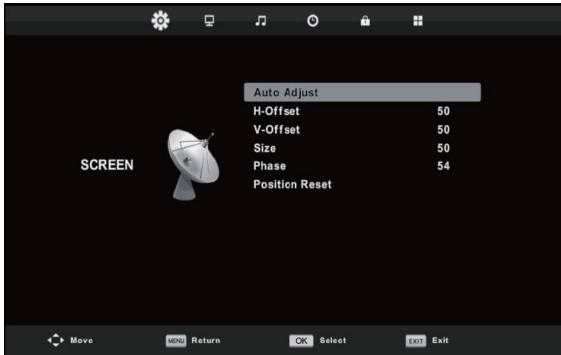 Auto Adjust
H-Offset 50
V-Offset 50
Size 50
SCREEN
Phase 54
Position Reset
Move MENU Return OK Select EXIT Exit